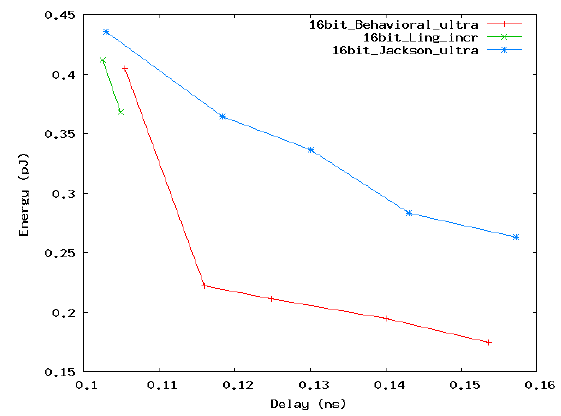 16bit_Behavioral_ultra
16bit_Ling_incr
16bit_Jackson_ultra
0.45
0.4
0.35
0.3
0.25
0.2
0.15
Energy (pJ)
0.1 0.11 0.12 0.13 0.14 0.15 0.16
Delay (ns)